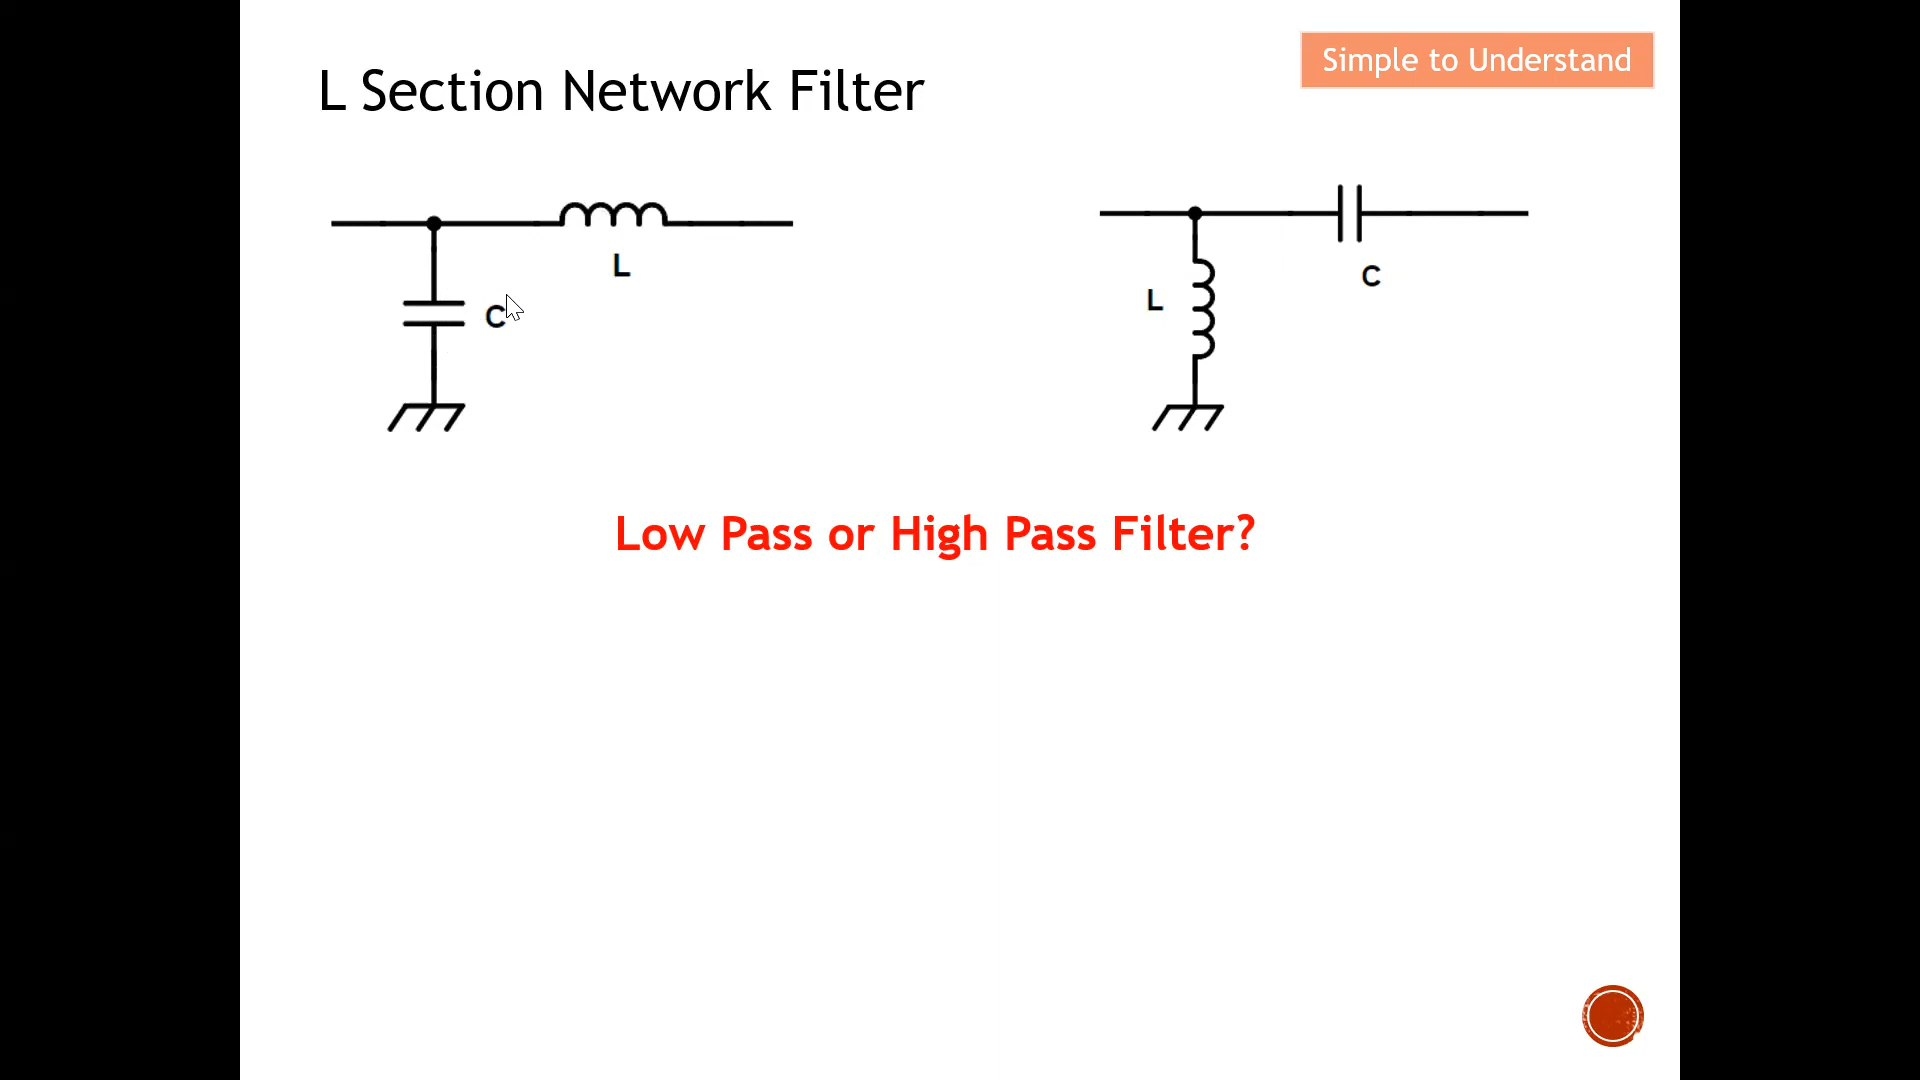 Simple to Understand
L Section Network Filter
L
C
C
L
Low Pass or High Pass Filter?